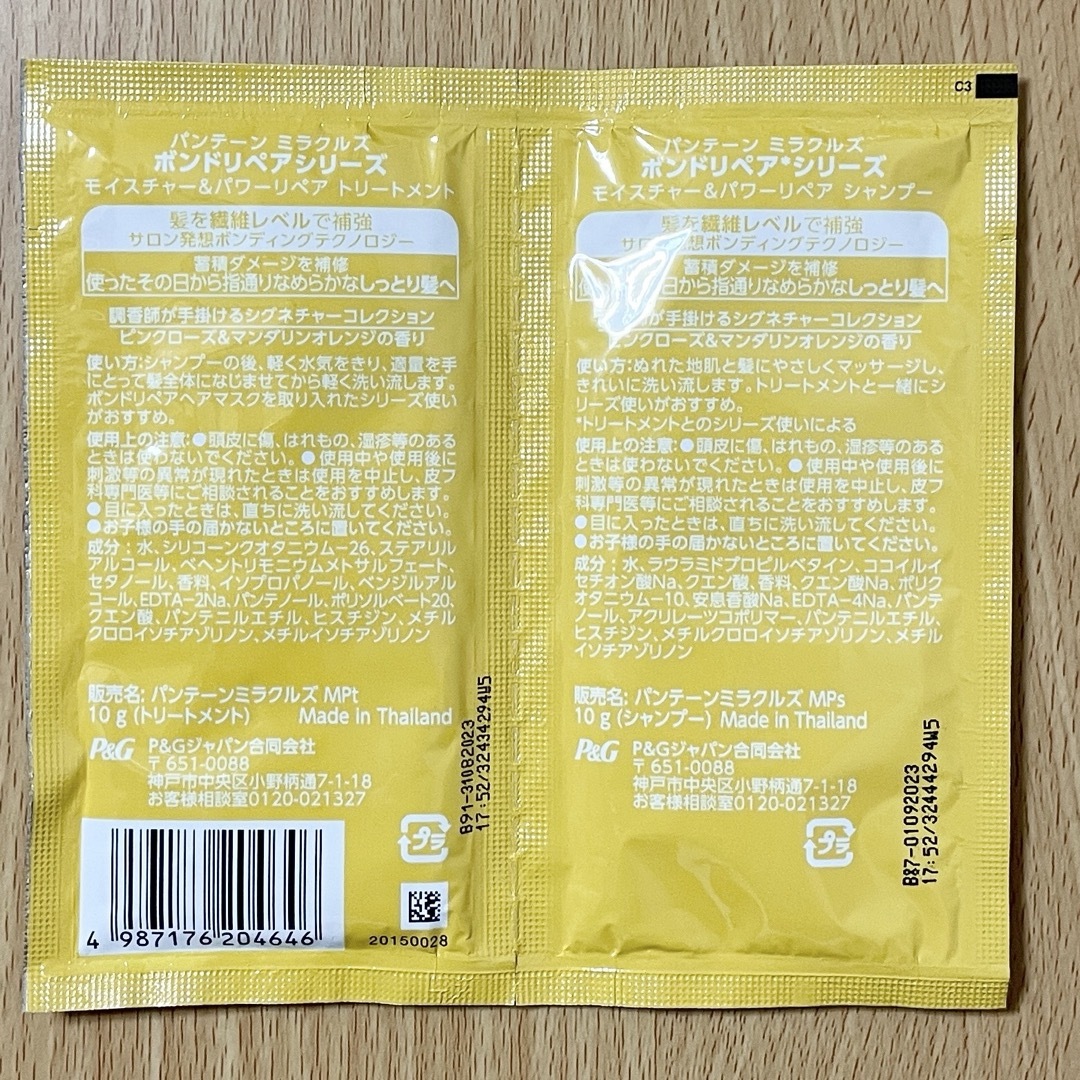 パンテーン ミラクルズ
ボンドリペアシリーズ
モイスチャー&パワーリペア トリートメント
髪を繊維レベルで補強
サロン発想ボンディングテクノロジー
蓄積ダメージを補修
使ったその日から指通りなめらかなしっとり髪へ
調香師が手掛けるシグネチャーコレクション
ピンクローズ&マンダリンオレンジの香り
使い方:シャンプーの後、軽く水気をきり、適量を手
にとって髪全体になじませてから軽く洗い流します。
ボンドリペアヘアマスクを取り入れたシリーズ使い
がおすすめ。
使用上の注意:●頭皮に傷、はれもの、湿疹等のある
ときは使わないでください。●使用中や使用後に
刺激等の異常が現れたときは使用を中止し、皮フ
科専門医等にご相談されることをおすすめします。
●目に入ったときは、直ちに洗い流してください。
●お子様の手の届かないところに置いてください。
成分:水、シリコーンクオタニウム-26、ステアリル
アルコール、ベヘントリモニウムメトサルフェート、
セタノール、香料、イソプロパノール、ベンジルアル
コール、EDTA-2Na、パンテノール、ポリソルベート20、
クエン酸、パンテニルエチル、ヒスチジン、メチル
クロロイソチアゾリノン、メチルイソチアゾリノン
販売名; パンテーンミラクルズ MPt
10 g (トリートメント) Made in Thailand
P&G P&Gジャパン合同会社
〒651-0088
神戸市中央区小野柄通7-1-18
お客様相談室0120-021327
プラ
4 987176 204646
20150028
B91-31082023
17:52/32434294W5
C3
パンテーン ミラクルズ
ボンドリペア*シリーズ
モイスチャー&パワーリペア シャンプー
髪を繊維レベルで補強
サロン発想ボンディングテクノロジー
蓄積ダメージを補修
日から指通りなめらかなしっとり髪へ
が手掛けるシグネチャーコレクション
ピンクローズ&マンダリンオレンジの香り
使い方:ぬれた地肌と髪にやさしくマッサージし、
きれいに洗い流します。トリートメントと一緒にシ
リーズ使いがおすすめ。
*トリートメントとのシリーズ使いによる
使用上の注意:●頭皮に傷、はれもの、湿疹等のある
ときは使わないでください。●使用中や使用後に
刺激等の異常が現れたときは使用を中止し、皮フ
科専門医等にご相談されることをおすすめします。
●目に入ったときは、直ちに洗い流してください。
●お子様の手の届かないところに置いてください。
成分:水、ラウラミドプロピルベタイン、ココイルイ
セチオン酸Na、クエン酸、香料、クエン酸Na、ポリク
オタニウム-10、安息香酸Na、EDTA-4Na、パンテ
ノール、アクリレーツコポリマー、パンテニルエチル、
ヒスチジン、メチルクロロイソチアゾリノン、メチル
イソチアゾリノン
販売名; パンテーンミラクルズ MPs
10 g (シャンプー) Made in Thailand
P&G P&Gジャパン合同会社
〒651-0088
神戸市中央区小野柄通7-1-18
お客様相談室0120-021327
プラ
B87-01092023
17:52/32444294W5